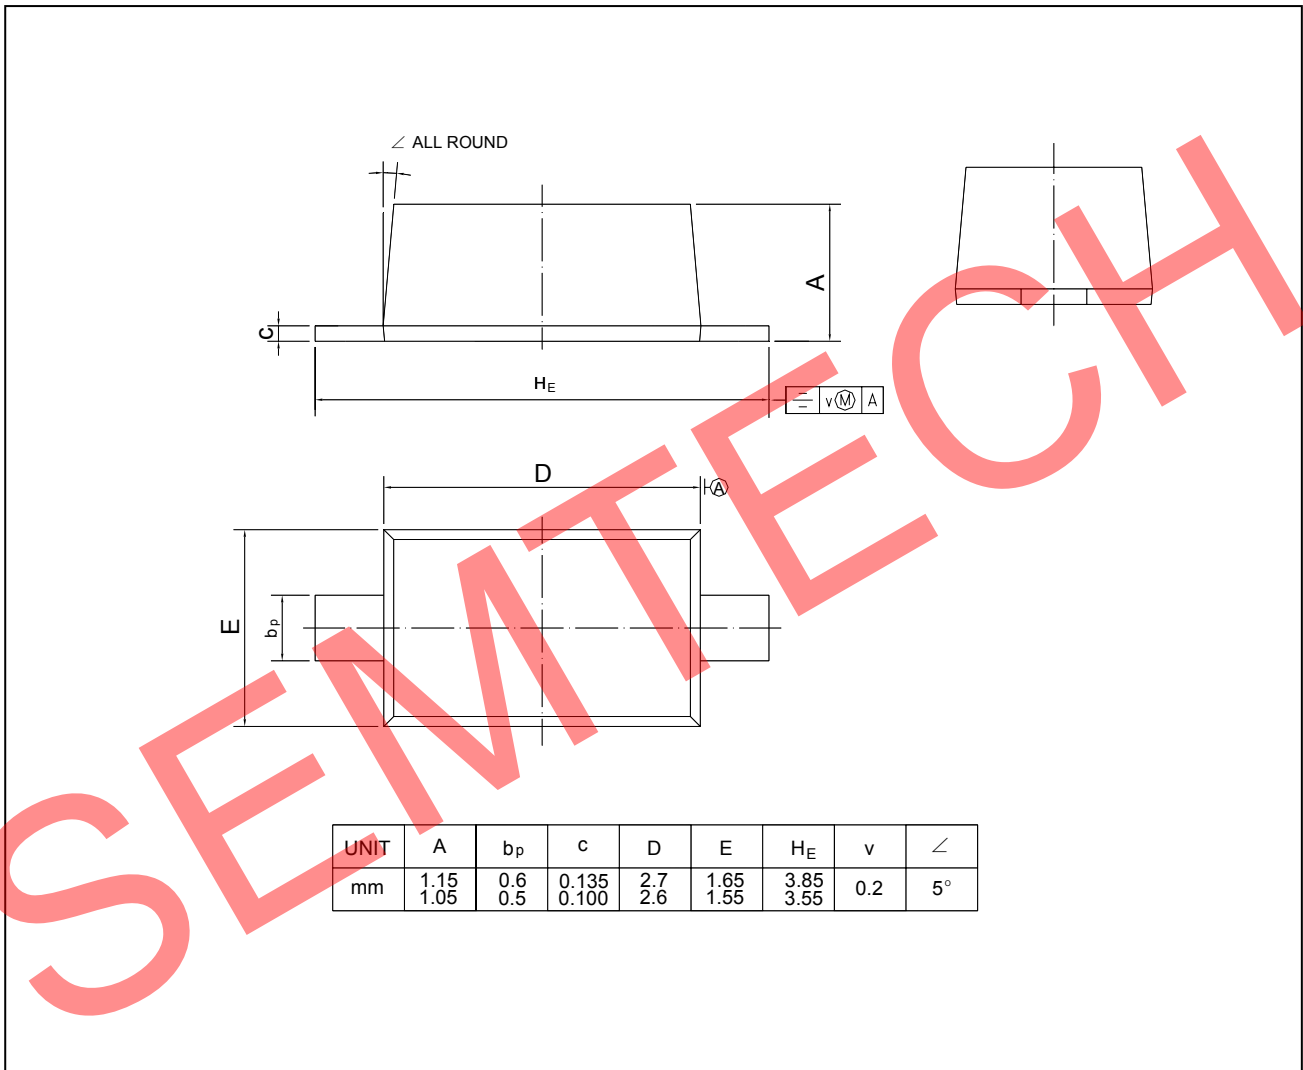 ∠ ALL ROUND
A
c
HE
v Ⓜ A
D
Ⓐ
E
bp
UNIT A bp c D E HE v ∠
mm 1.15 0.6 0.135 2.7 1.65 3.85 0.2 5°
1.05 0.5 0.100 2.6 1.55 3.55
SEMTECH